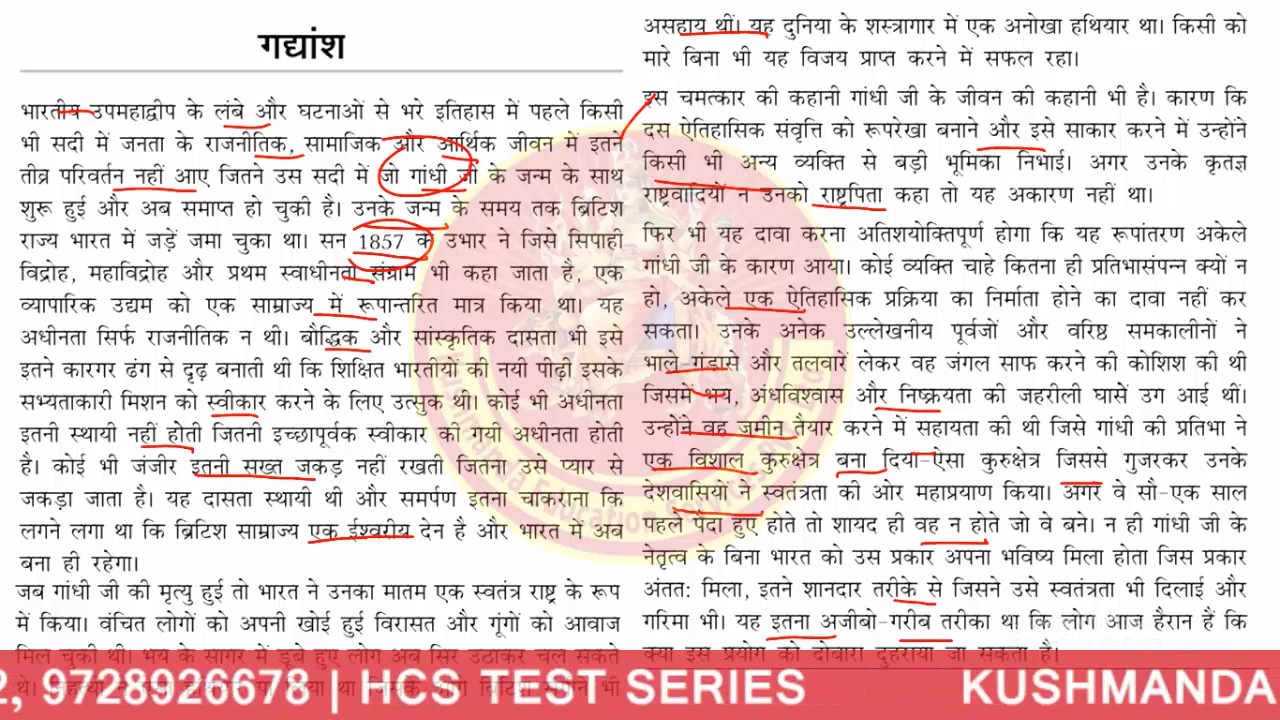 गद्यांश
भारतीय उपमहाद्वीप के लंबे और घटनाओं से भरे इतिहास में पहले किसी
भी सदी में जनता के राजनीतिक, सामाजिक और आर्थिक जीवन में इतने
तीव्र परिवर्तन नहीं आए जितने उस सदी में जो गांधी जी के जन्म के साथ
शुरू हुई और अब समाप्त हो चुकी है। उनके जन्म के समय तक ब्रिटिश
राज्य भारत में जड़ें जमा चुका था। सन 1857 के उभार ने जिसे सिपाही
विद्रोह, महाविद्रोह और प्रथम स्वाधीनता संग्राम भी कहा जाता है, एक
व्यापारिक उद्यम को एक साम्राज्य में रूपान्तरित मात्र किया था। यह
अधीनता सिर्फ राजनीतिक न थी। बौद्धिक और सांस्कृतिक दासता भी इसे
इतने कारगर ढंग से दृढ़ बनाती थी कि शिक्षित भारतीयों की नयी पीढ़ी इसके
सभ्यताकारी मिशन को स्वीकार करने के लिए उत्सुक थी। कोई भी अधीनता
इतनी स्थायी नहीं होती जितनी इच्छापूर्वक स्वीकार की गयी अधीनता होती
है। कोई भी जंजीर इतनी सख्त जकड़ नहीं रखती जितना उसे प्यार से
जकड़ा जाता है। यह दासता स्थायी थी और समर्पण इतना चाकराना कि
लगने लगा था कि ब्रिटिश साम्राज्य एक ईश्वरीय देन है और भारत में अब
बना ही रहेगा।
जब गांधी जी की मृत्यु हुई तो भारत ने उनका मातम एक स्वतंत्र राष्ट्र के रूप
में किया। वंचित लोगों को अपनी खोई हुई विरासत और गूंगों को आवाज
मिल चुकी थी। भय के सागर में डूबे हुए लोग अब सिर उठाकर चल सकते
असहाय थीं। यह दुनिया के शस्त्रागार में एक अनोखा हथियार था। किसी को
मारे बिना भी यह विजय प्राप्त करने में सफल रहा।
इस चमत्कार की कहानी गांधी जी के जीवन की कहानी भी है। कारण कि
दस ऐतिहासिक संवृत्ति को रूपरेखा बनाने और इसे साकार करने में उन्होंने
किसी भी अन्य व्यक्ति से बड़ी भूमिका निभाई। अगर उनके कृतज्ञ
राष्ट्रवादियों ने उनको राष्ट्रपिता कहा तो यह अकारण नहीं था।
फिर भी यह दावा करना अतिशयोक्तिपूर्ण होगा कि यह रूपांतरण अकेले
गांधी जी के कारण आया। कोई व्यक्ति चाहे कितना ही प्रतिभासंपन्न क्यों न
हो, अकेले एक ऐतिहासिक प्रक्रिया का निर्माता होने का दावा नहीं कर
सकता। उनके अनेक उल्लेखनीय पूर्वजों और वरिष्ठ समकालीनों ने
भाले गंडासे और तलवारें लेकर वह जंगल साफ करने की कोशिश की थी
जिसमें भय, अंधविश्वास और निष्क्रयता की जहरीली घासें उग आई थीं।
उन्होंने वह जमीन तैयार करने में सहायता की थी जिसे गांधी की प्रतिभा ने
एक विशाल कुरुक्षेत्र बना दिया-ऐसा कुरुक्षेत्र जिससे गुजरकर उनके
देशवासियों ने स्वतंत्रता की ओर महाप्रयाण किया। अगर वे सौ-एक साल
पहले पैदा हुए होते तो शायद ही वह न होते जो वे बने। न ही गांधी जी के
नेतृत्व के बिना भारत को उस प्रकार अपना भविष्य मिला होता जिस प्रकार
अंतत: मिला, इतने शानदार तरीके से जिसने उसे स्वतंत्रता भी दिलाई और
गरिमा भी। यह इतना अजीबो-गरीब तरीका था कि लोग आज हैरान हैं कि
क्या इस प्रयोग को दोबारा दुहराया जा सकता है।
2, 9728926678 | HCS TEST SERIES KUSHMANDA